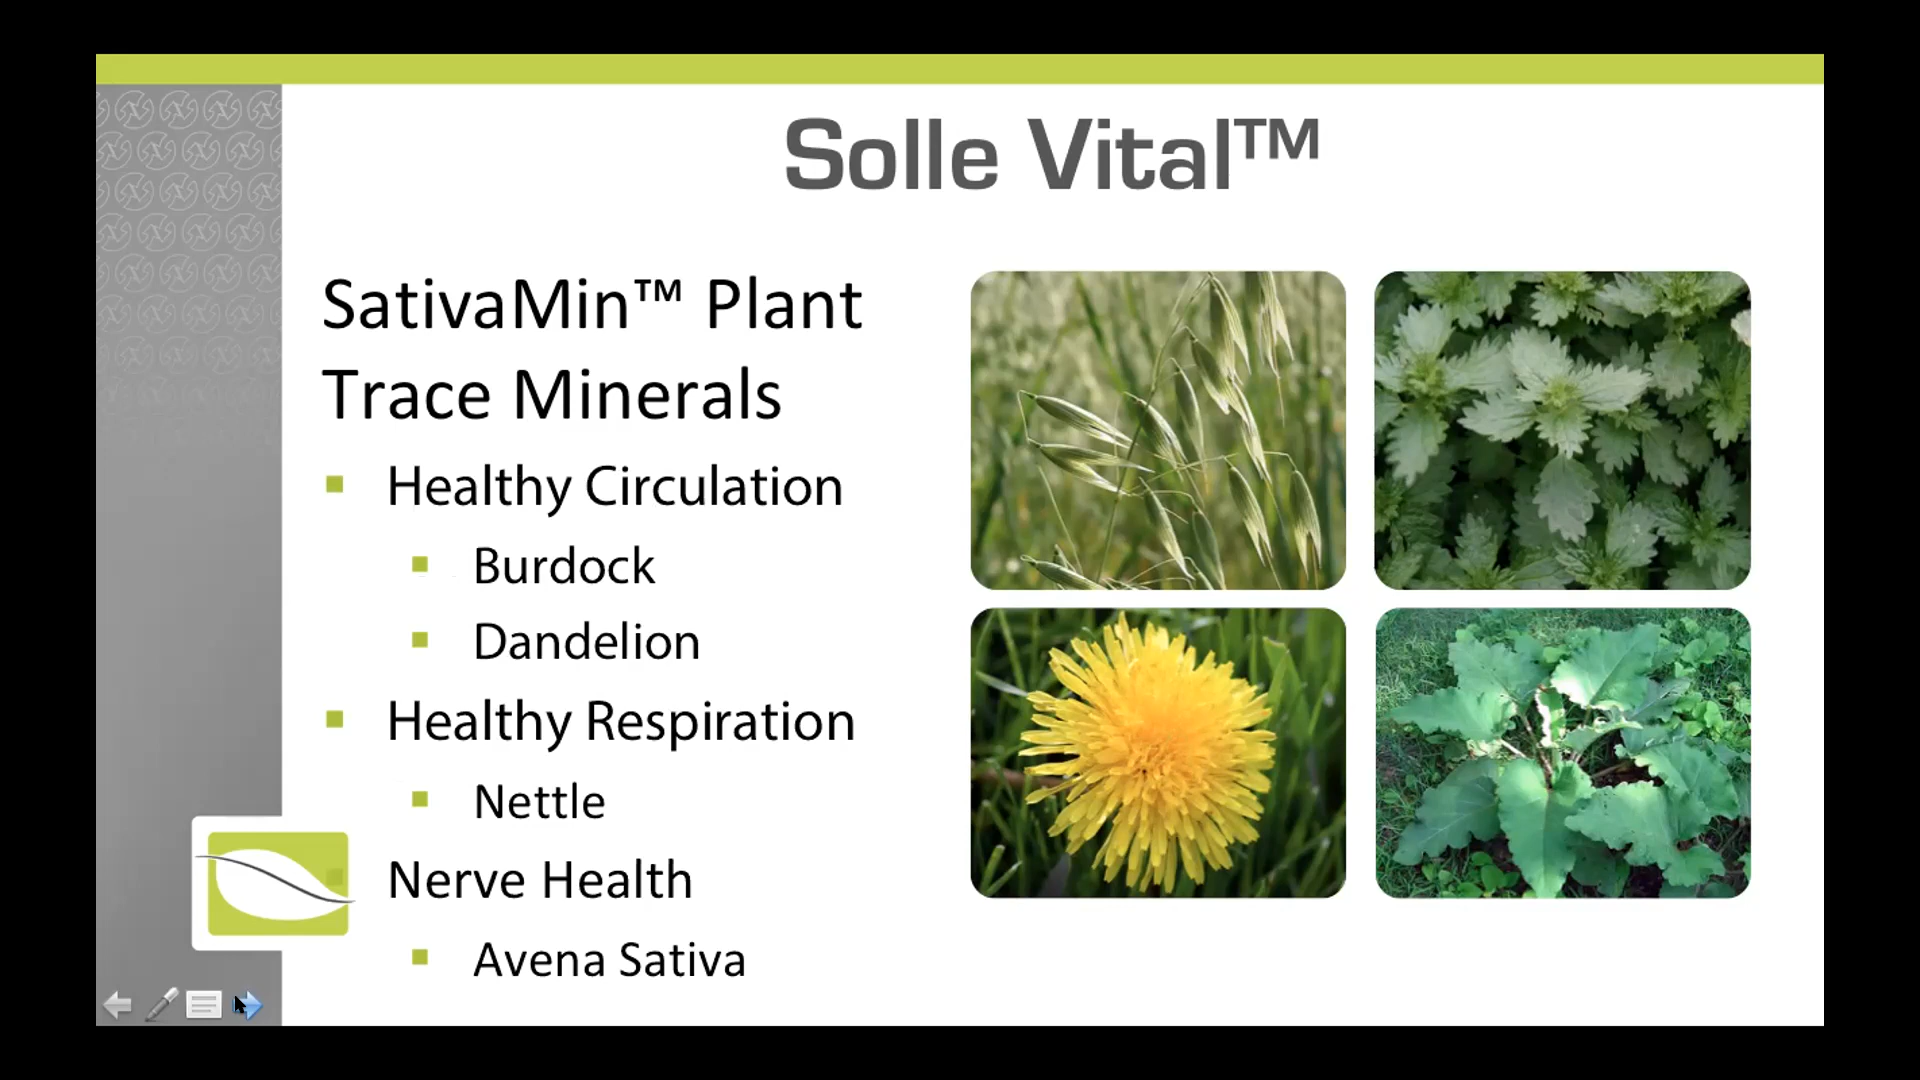 Solle Vital™
SativaMin™ Plant
Trace Minerals
Healthy Circulation
Burdock
Dandelion
Healthy Respiration
Nettle
Nerve Health
Avena Sativa